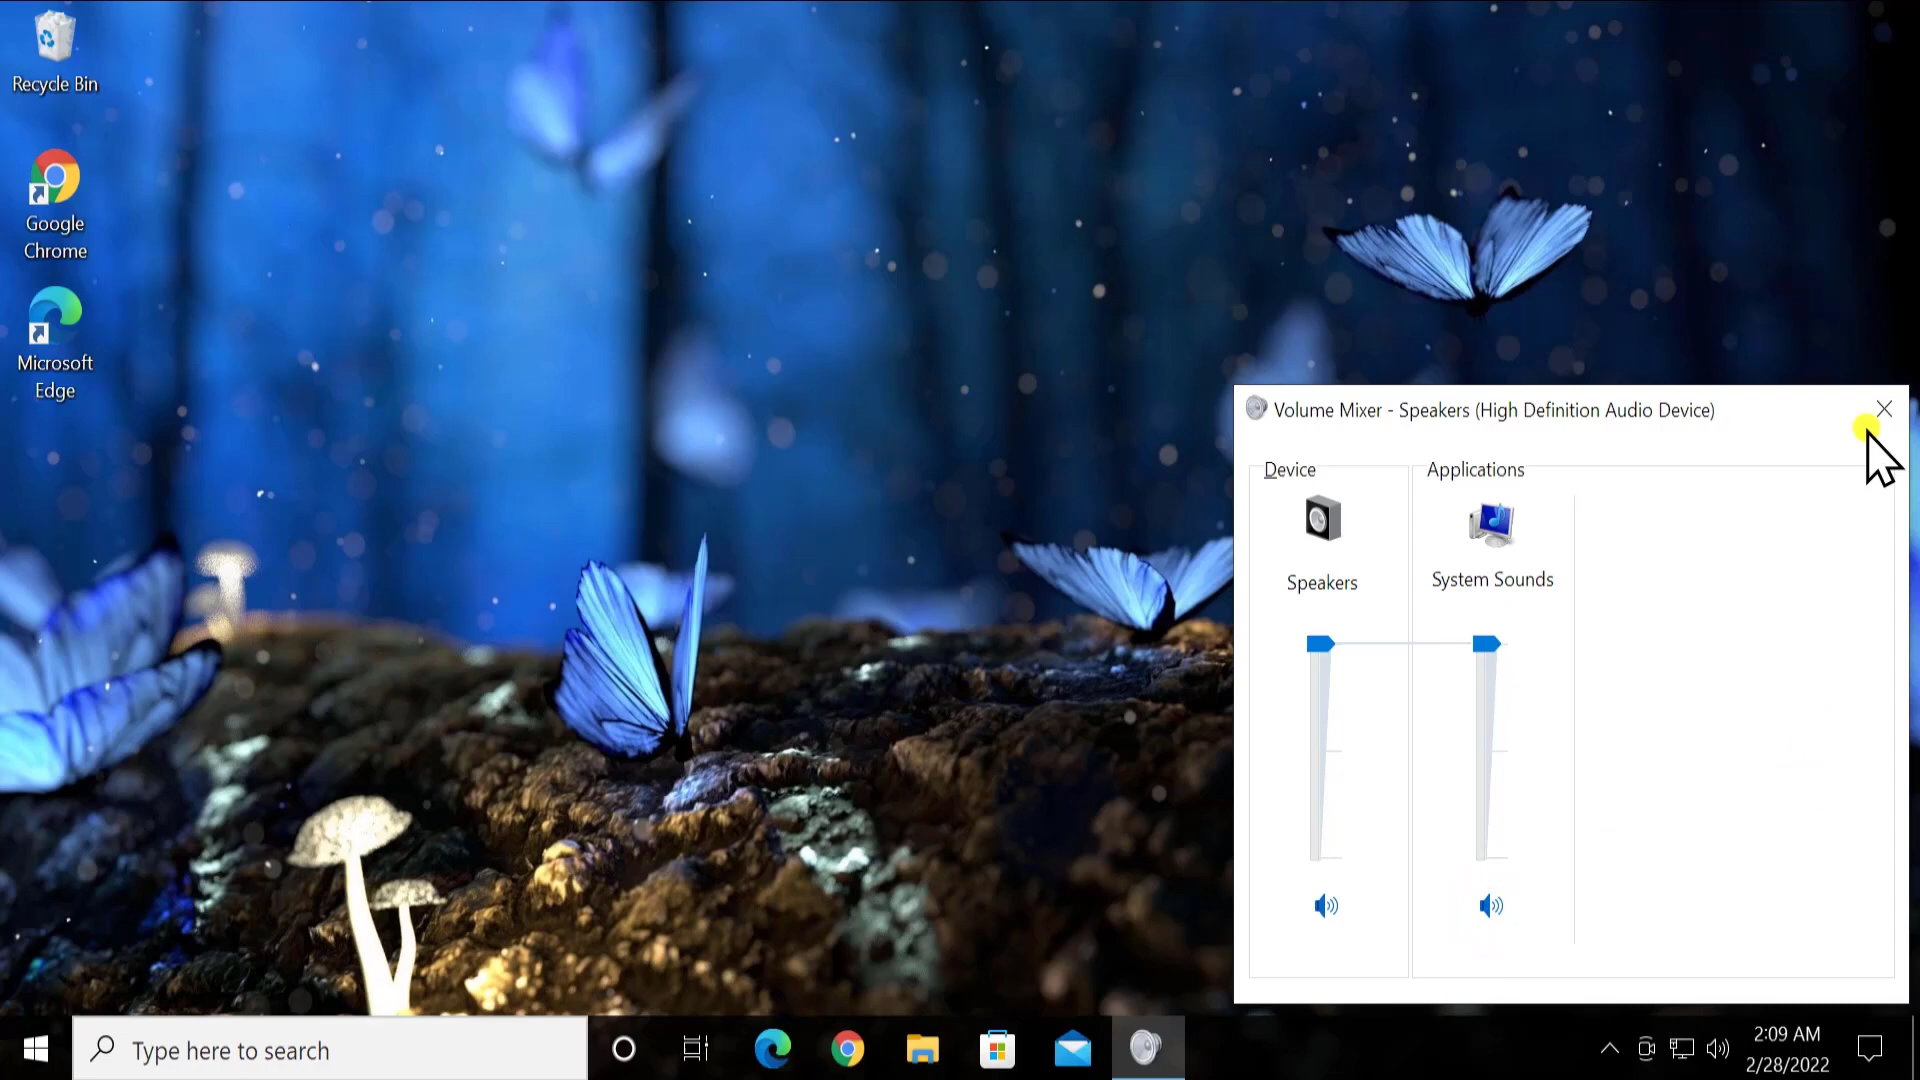 Recycle Bin
Google
Chrome
Microsoft
Edge
Volume Mixer - Speakers (High Definition Audio Device)
Device
Applications
Speakers
System Sounds
Type here to search
2:09 AM
2/28/2022